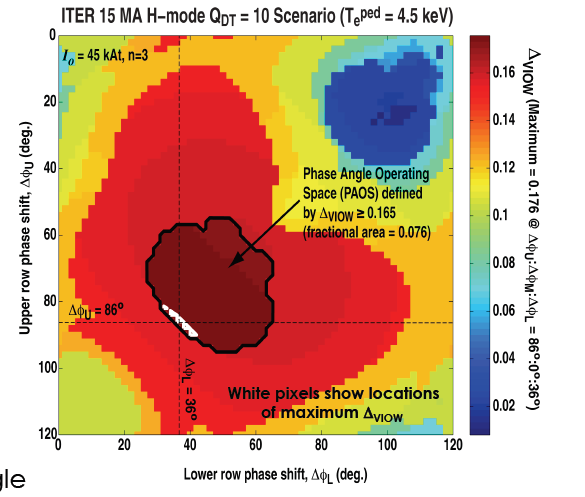 ITER 15 MA H-mode Q_DT = 10 Scenario (T_e^ped = 4.5 keV)
I_0 = 45 kAt, n=3
Phase Angle Operating
Space (PAOS) defined
by Δ_VIOW ≥ 0.165
(fractional area = 0.076)
Δϕ_U = 86°
Δϕ_L = 36°
White pixels show locations
of maximum Δ_VIOW
Upper row phase shift, Δϕ_U (deg.)
0
20
40
60
80
100
120
0 20 40 60 80 100 120
Lower row phase shift, Δϕ_L (deg.)
0.16
0.14
0.12
0.1
0.08
0.06
0.04
0.02
Δ_VIOW (Maximum = 0.176 @ Δϕ_U:Δϕ_M:Δϕ_L = 86°:0°:36°)
gle